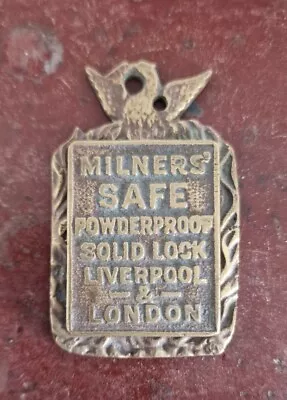 MILNERS'
SAFE
POWDERPROOF
SOLID LOCK
LIVERPOOL
&
LONDON